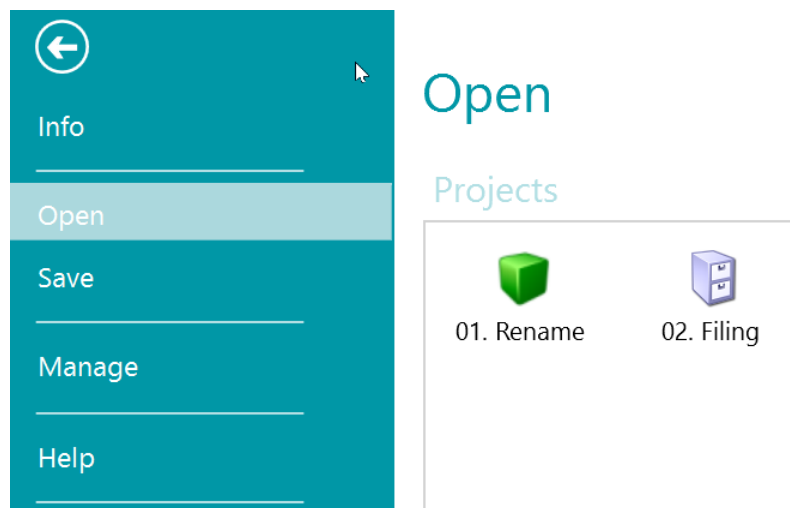 Info
Open
Save
Manage
Help
Open
Projects
01. Rename
02. Filing